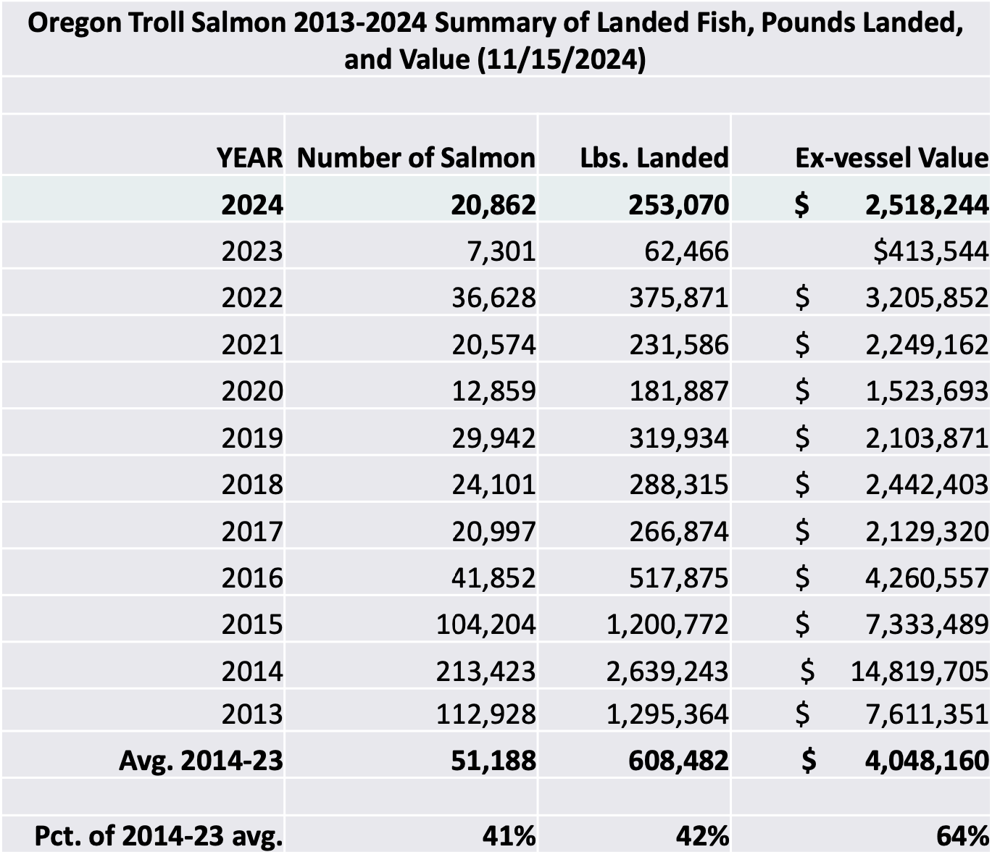 Oregon Troll Salmon 2013-2024 Summary of Landed Fish, Pounds Landed,
and Value (11/15/2024)
YEAR Number of Salmon Lbs. Landed Ex-vessel Value
2024 20,862 253,070 $ 2,518,244
2023 7,301 62,466 $413,544
2022 36,628 375,871 $ 3,205,852
2021 20,574 231,586 $ 2,249,162
2020 12,859 181,887 $ 1,523,693
2019 29,942 319,934 $ 2,103,871
2018 24,101 288,315 $ 2,442,403
2017 20,997 266,874 $ 2,129,320
2016 41,852 517,875 $ 4,260,557
2015 104,204 1,200,772 $ 7,333,489
2014 213,423 2,639,243 $ 14,819,705
2013 112,928 1,295,364 $ 7,611,351
Avg. 2014-23 51,188 608,482 $ 4,048,160
Pct. of 2014-23 avg. 41% 42% 64%